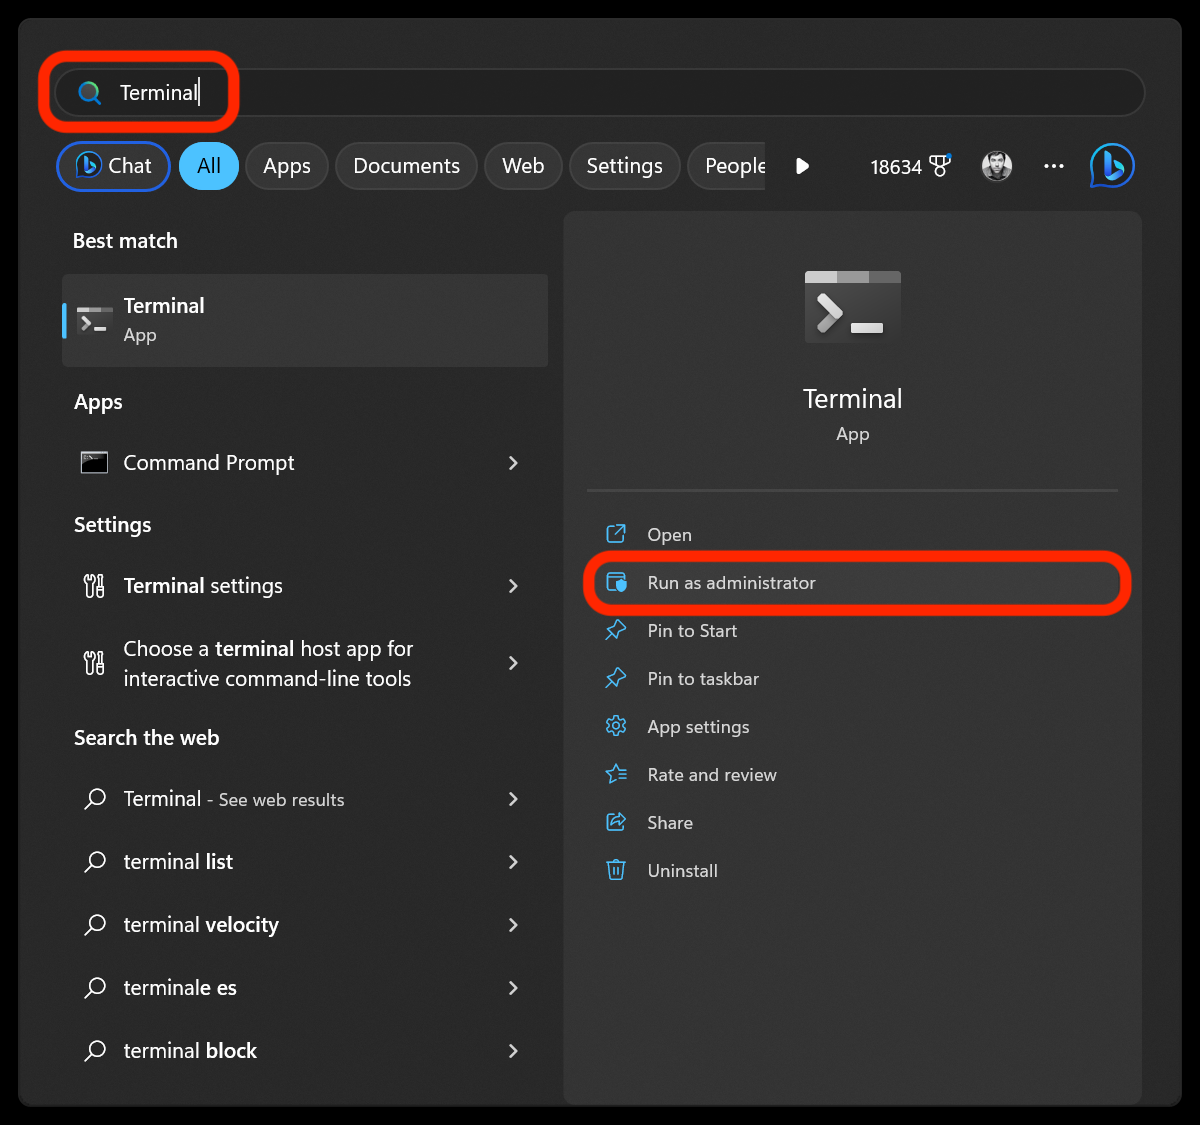 Terminal
Chat
All
Apps
Documents
Web
Settings
People
18634
Best match
Terminal
App
Apps
Command Prompt
Settings
Terminal settings
Choose a terminal host app for
interactive command-line tools
Search the web
Terminal - See web results
terminal list
terminal velocity
terminale es
terminal block
Terminal
App
Open
Run as administrator
Pin to Start
Pin to taskbar
App settings
Rate and review
Share
Uninstall